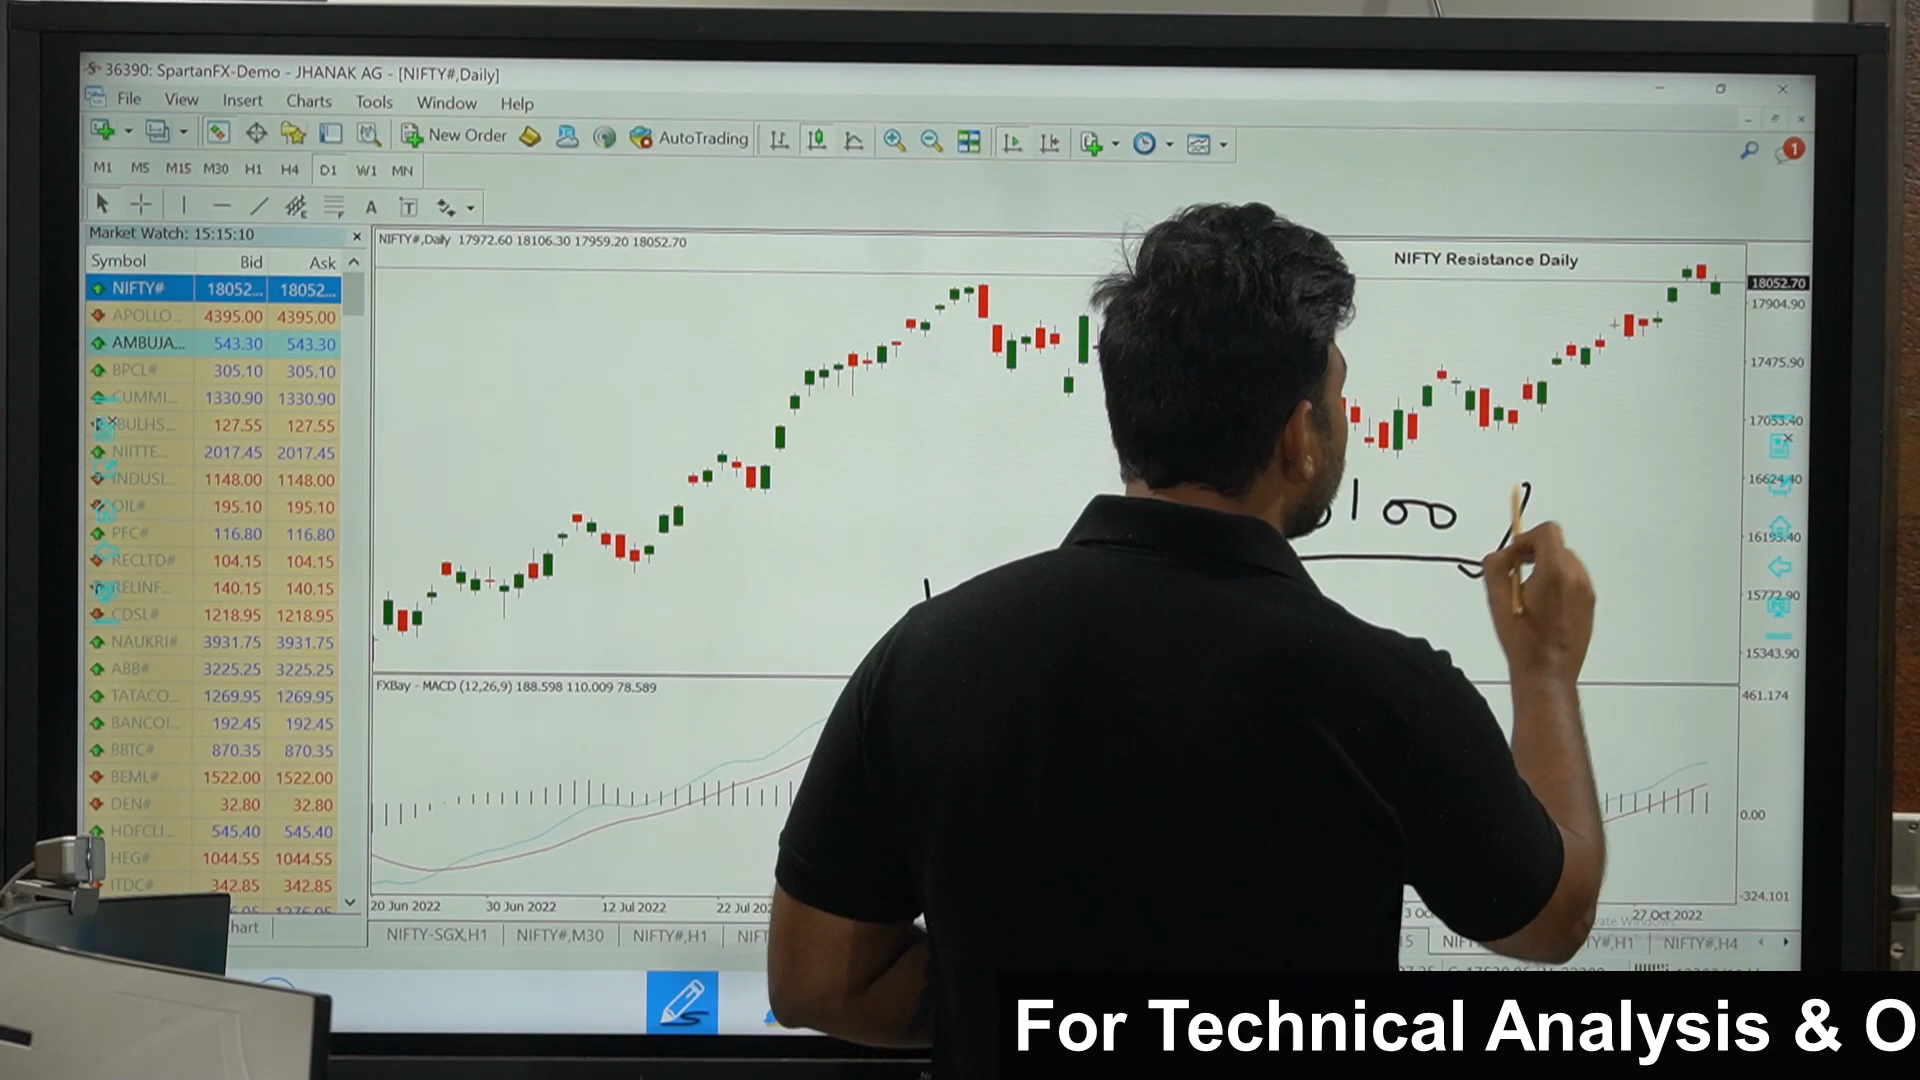 36390: SpartanFX-Demo - JHANAK AG - [NIFTY#,Daily]
File View Insert Charts Tools Window Help
New Order AutoTrading
1
M1 M5 M15 M30 H1 H4 D1 W1 MN
A T
Market Watch: 15:15:10
Symbol Bid Ask
NIFTY# 18052... 18052...
APOLLO... 4395.00 4395.00
AMBUJA... 543.30 543.30
BPCL# 305.10 305.10
CUMMI... 1330.90 1330.90
IBULHS... 127.55 127.55
NIITTE... 2017.45 2017.45
INDUSI... 1148.00 1148.00
OIL# 195.10 195.10
PFC# 116.80 116.80
RECLTD# 104.15 104.15
RELINF... 140.15 140.15
CDSL# 1218.95 1218.95
NAUKRI# 3931.75 3931.75
ABB# 3225.25 3225.25
TATACO... 1269.95 1269.95
BANCOI... 192.45 192.45
BBTC# 870.35 870.35
BEML# 1522.00 1522.00
DEN# 32.80 32.80
HDFCLI... 545.40 545.40
HEG# 1044.55 1044.55
ITDC# 342.85 342.85
NIFTY#,Daily 17972.60 18106.30 17959.20 18052.70
NIFTY Resistance Daily
18052.70
17904.90
17475.90
17053.40
16624.40
16195.40
15772.90
15343.90
100
FXBay - MACD (12,26,9) 188.598 110.009 78.589
461.174
0.00
-324.101
20 Jun 2022 30 Jun 2022 12 Jul 2022 22 Jul 27 Oct 2022
NIFTY-SGX,H1 NIFTY#,M30 NIFTY#,H1 NIFTY#,H4
For Technical Analysis & O